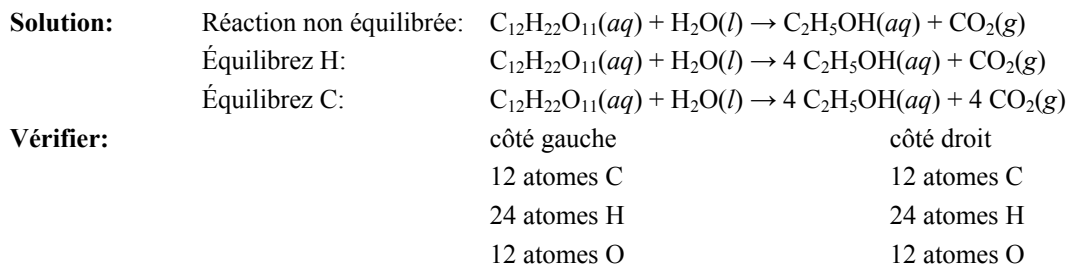 Solution: Réaction non équilibrée: C₁₂H₂₂O₁₁(aq) + H₂O(l) → C₂H₅OH(aq) + CO₂(g)
Équilibrez H: C₁₂H₂₂O₁₁(aq) + H₂O(l) → 4 C₂H₅OH(aq) + CO₂(g)
Équilibrez C: C₁₂H₂₂O₁₁(aq) + H₂O(l) → 4 C₂H₅OH(aq) + 4 CO₂(g)
Vérifier: côté gauche côté droit
12 atomes C 12 atomes C
24 atomes H 24 atomes H
12 atomes O 12 atomes O